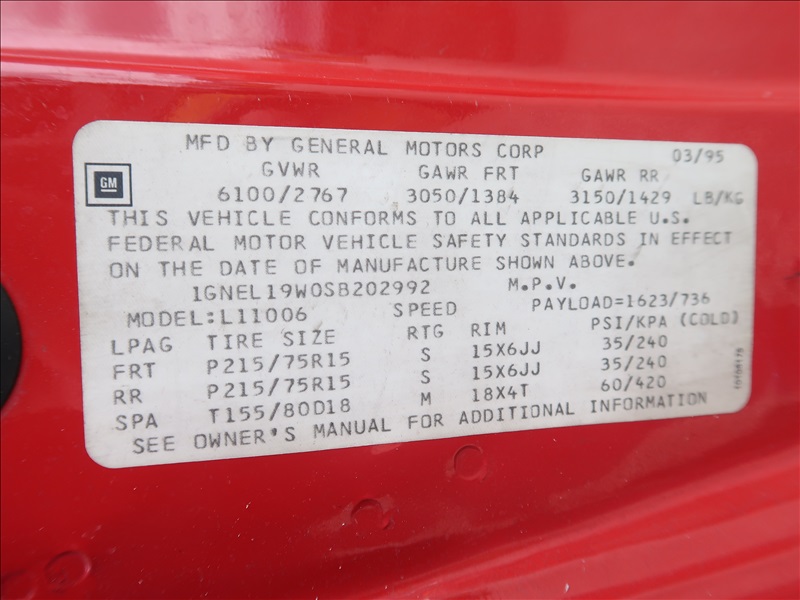 MFD BY GENERAL MOTORS CORP 03/95
GM
GVWR GAWR FRT GAWR RR
6100/2767 3050/1384 3150/1429 LB/KG
THIS VEHICLE CONFORMS TO ALL APPLICABLE U.S.
FEDERAL MOTOR VEHICLE SAFETY STANDARDS IN EFFECT
ON THE DATE OF MANUFACTURE SHOWN ABOVE.
1GNEL19W0SB202992 M.P.V.
MODEL:L11006 SPEED PAYLOAD=1623/736
LPAG TIRE SIZE RTG RIM PSI/KPA (COLD)
FRT P215/75R15 S 15X6JJ 35/240
RR P215/75R15 S 15X6JJ 35/240
SPA T155/80D18 M 18X4T 60/420
SEE OWNER'S MANUAL FOR ADDITIONAL INFORMATION